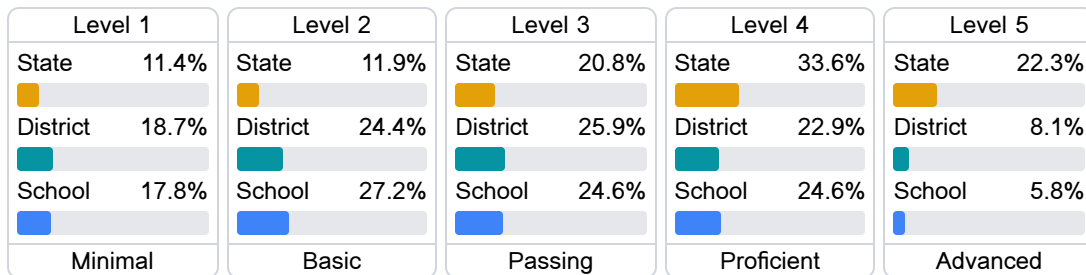 Level 1
State 11.4%
District 18.7%
School 17.8%
Minimal
Level 2
State 11.9%
District 24.4%
School 27.2%
Basic
Level 3
State 20.8%
District 25.9%
School 24.6%
Passing
Level 4
State 33.6%
District 22.9%
School 24.6%
Proficient
Level 5
State 22.3%
District 8.1%
School 5.8%
Advanced